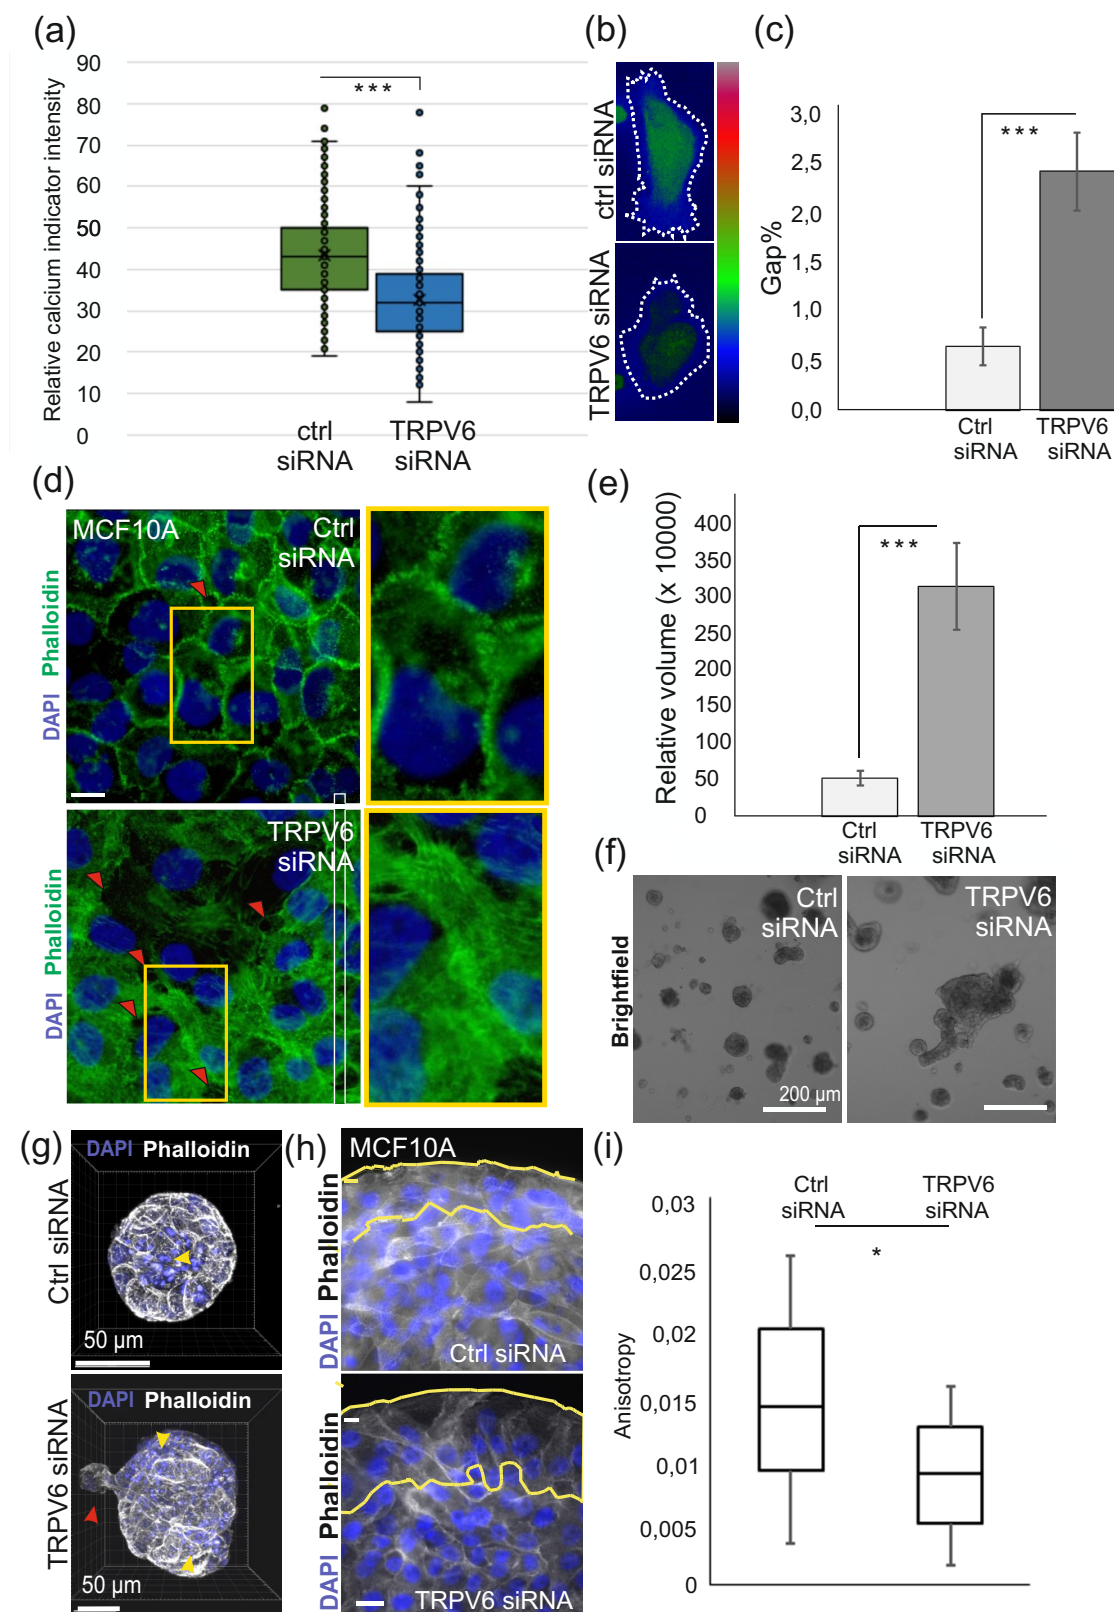 (a)
Relative calcium indicator intensity
90
80
70
60
50
40
30
20
10
0
***
ctrl
siRNA
TRPV6
siRNA
(b)
ctrl siRNA
TRPV6 siRNA
(c)
Gap%
3,0
2,5
2,0
1,5
1,0
0,5
0,0
***
Ctrl
siRNA
TRPV6
siRNA
(d)
DAPI Phalloidin
MCF10A
Ctrl
siRNA
DAPI Phalloidin
TRPV6
siRNA
(e)
Relative volume (x 10000)
400
350
300
250
200
150
100
50
0
***
Ctrl
siRNA
TRPV6
siRNA
(f)
Brightfield
Ctrl
siRNA
200 µm
TRPV6
siRNA
(g)
Ctrl siRNA
DAPI Phalloidin
50 µm
TRPV6 siRNA
DAPI Phalloidin
50 µm
(h)
DAPI Phalloidin
MCF10A
Ctrl siRNA
DAPI Phalloidin
TRPV6 siRNA
(i)
Anisotropy
Ctrl
siRNA
TRPV6
siRNA
*
0,03
0,025
0,02
0,015
0,01
0,005
0